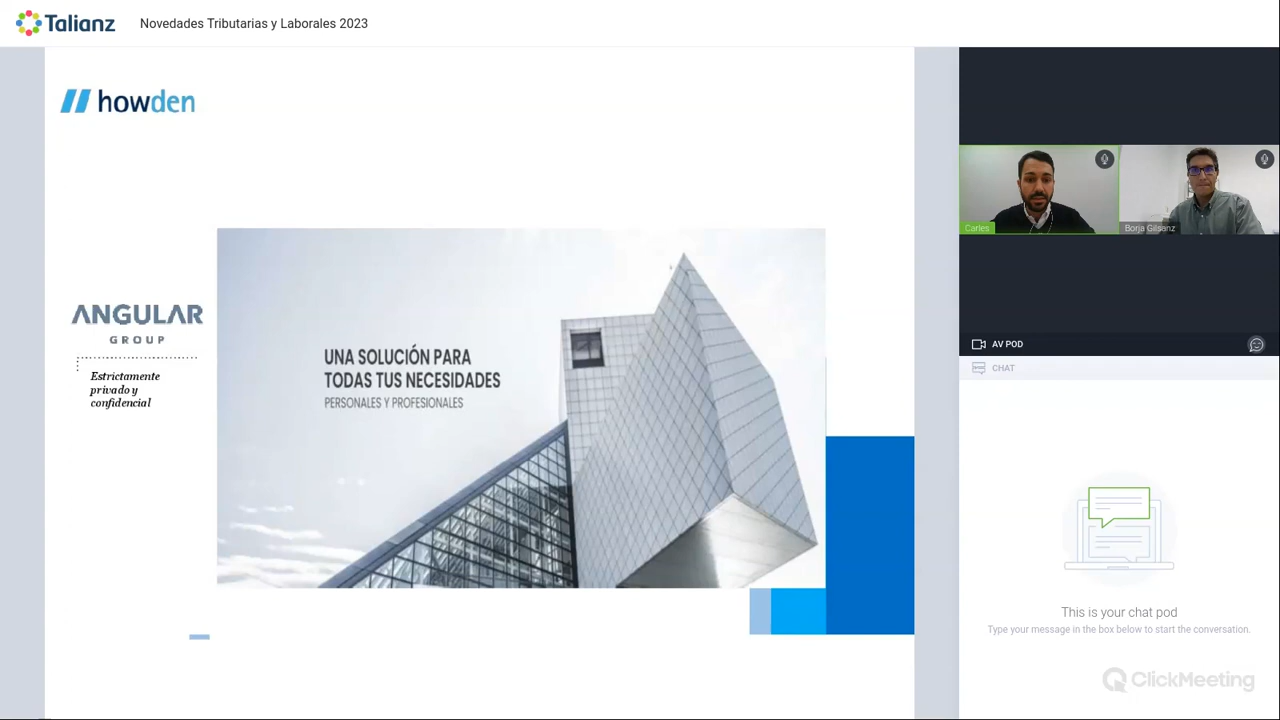 Talianz
Novedades Tributarias y Laborales 2023
howden
ANGULAR
GROUP
Estrictamente
privado y
confidencial
UNA SOLUCIÓN PARA
TODAS TUS NECESIDADES
PERSONALES Y PROFESIONALES
Carles
Borja Gilsanz
AV POD
CHAT
This is your chat pod
Type your message in the box below to start the conversation.
ClickMeeting